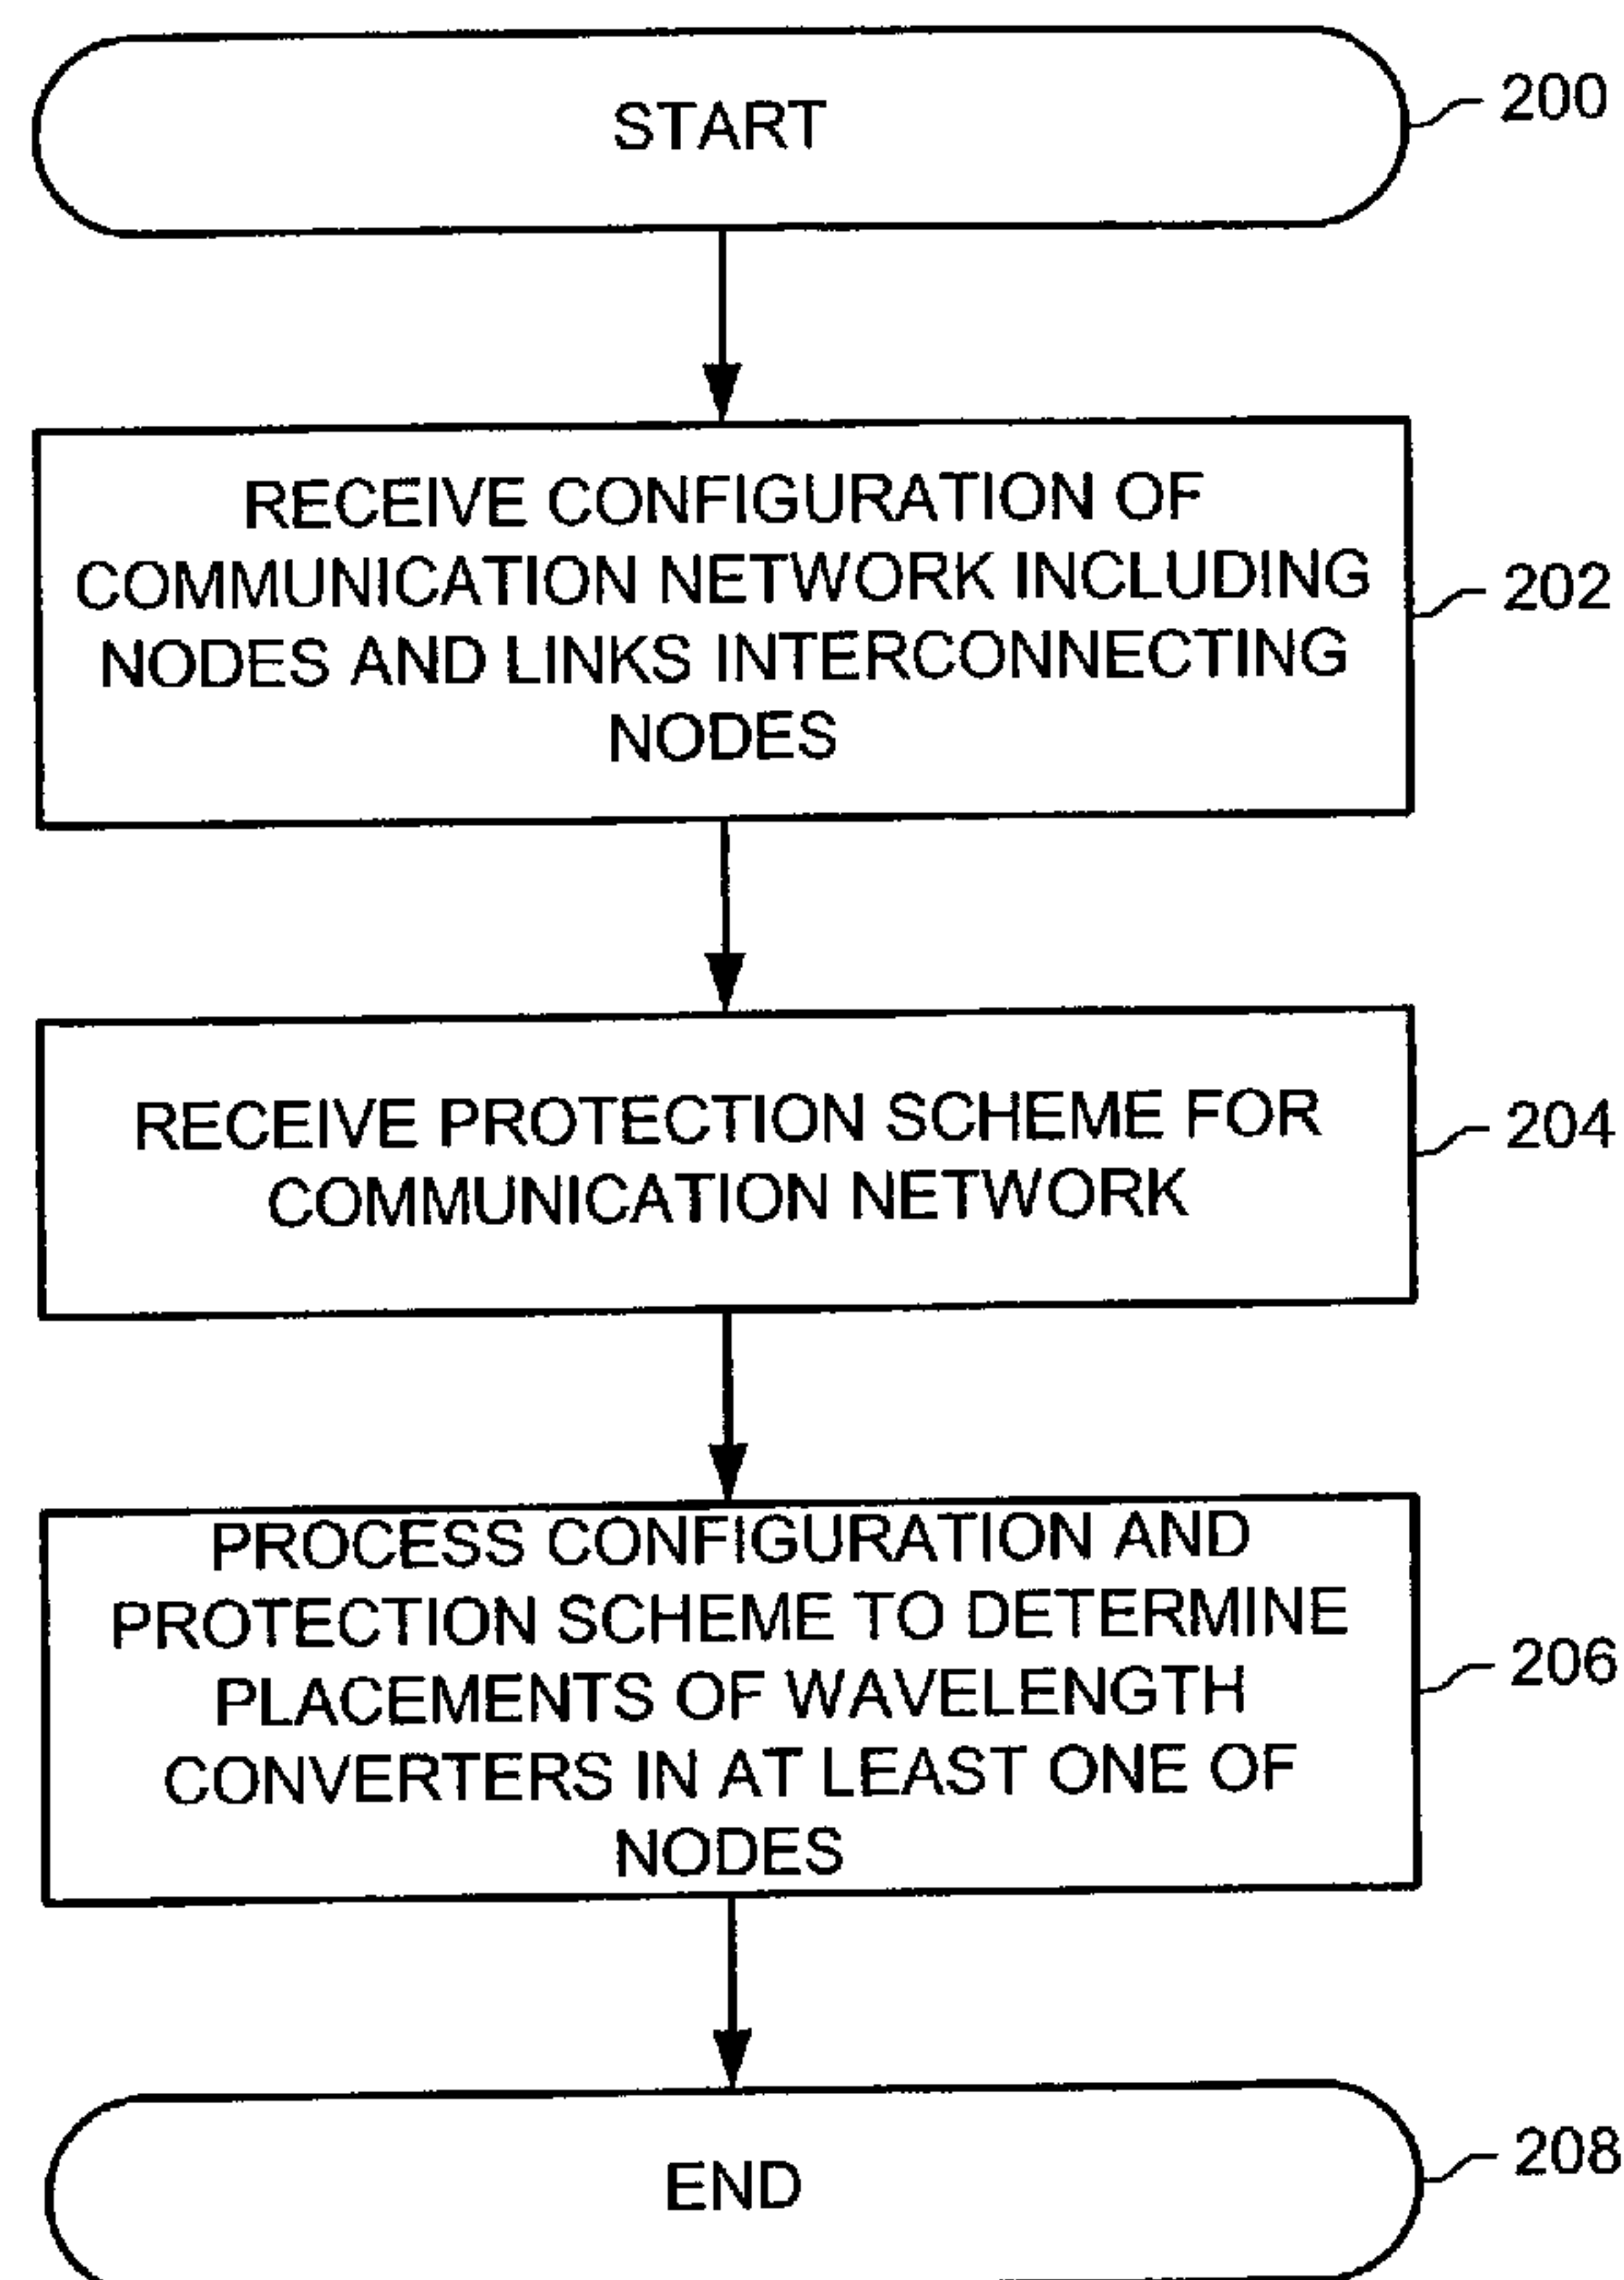 START
200
RECEIVE CONFIGURATION OF
COMMUNICATION NETWORK INCLUDING
NODES AND LINKS INTERCONNECTING
NODES
202
RECEIVE PROTECTION SCHEME FOR
COMMUNICATION NETWORK
204
PROCESS CONFIGURATION AND
PROTECTION SCHEME TO DETERMINE
PLACEMENTS OF WAVELENGTH
CONVERTERS IN AT LEAST ONE OF
NODES
206
END
208